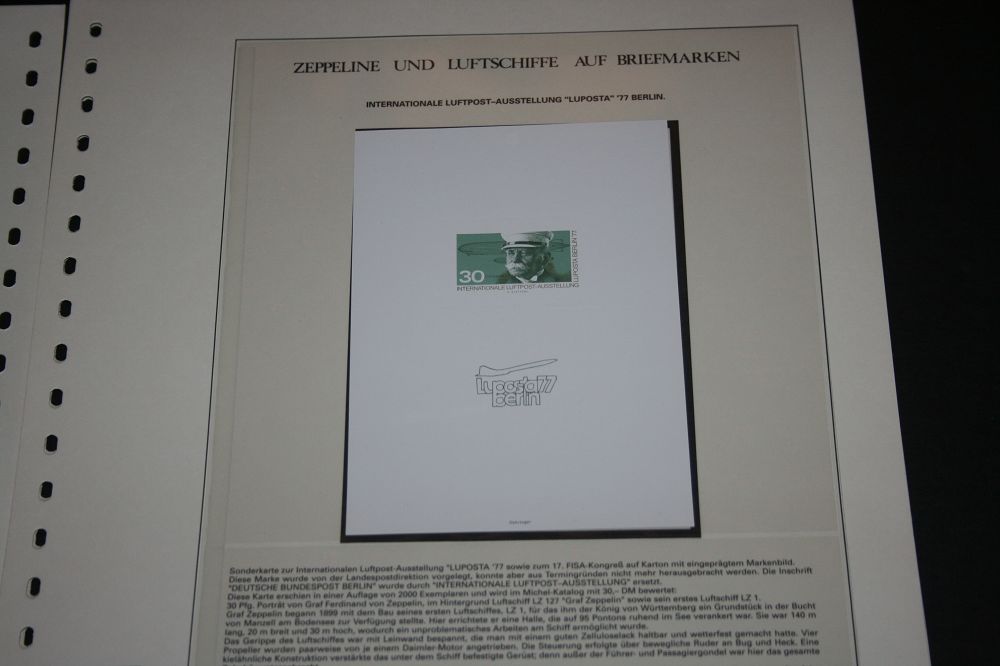 ZEPPELINE UND LUFTSCHIFFE AUF BRIEFMARKEN
INTERNATIONALE LUFTPOST-AUSSTELLUNG "LUPOSTA" '77 BERLIN.
30
LUPOSTA BERLIN 77
INTERNATIONALE LUFTPOST-AUSSTELLUNG
Luposta77
Berlin
Sonderkarte zur Internationalen Luftpost-Ausstellung "LUPOSTA '77 sowie zum 17. FISA-Kongreß auf Karton mit eingeprägtem Markenbild.
Diese Marke wurde von der Landespostdirektion vorgelegt, konnte aber aus Termingründen nicht mehr herausgebracht werden. Die Inschrift
"DEUTSCHE BUNDESPOST BERLIN" wurde durch "INTERNATIONALE LUFTPOST-AUSSTELLUNG" ersetzt.
Diese Karte erschien in einer Auflage von 2000 Exemplaren und wird im Michel-Katalog mit 30,- DM bewertet:
30 Pfg. Porträt von Graf Ferdinand von Zeppelin, im Hintergrund Luftschiff LZ 127 "Graf Zeppelin" sowie sein erstes Luftschiff LZ 1.
Graf Zeppelin begann 1899 mit dem Bau seines ersten Luftschiffes, LZ 1, für das ihm der König von Württemberg ein Grundstück in der Bucht
von Manzell am Bodensee zur Verfügung stellte. Hier errichtete er eine Halle, die auf 95 Pontons ruhend im See verankert war. Sie war 140 m
lang, 20 m breit und 30 m hoch, wodurch ein unproblematisches Arbeiten am Schiff ermöglicht wurde.
Das Gerippe des Luftschiffes war mit Leinwand bespannt, die man mit einem guten Zelluloselack haltbar und wetterfest gemacht hatte. Vier
Propeller wurden paarweise von je einem Daimler-Motor angetrieben. Die Steuerung erfolgte über bewegliche Ruder an Bug und Heck. Eine
kielähnliche Konstruktion verstärkte das unter dem Schiff befestigte Gerüst; denn außer der Führer- und Passagiergondel war hier das gesamte